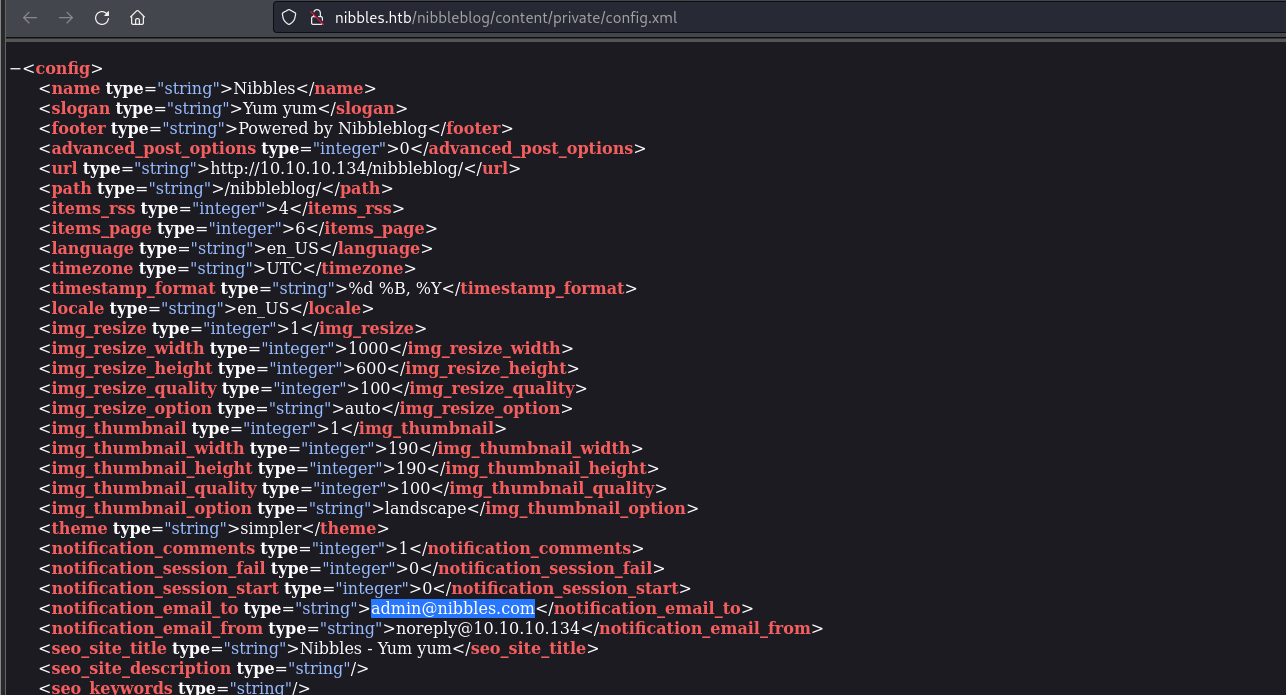 nibbles.htb/nibbleblog/content/private/config.xml
−<config>
<name type="string">Nibbles</name>
<slogan type="string">Yum yum</slogan>
<footer type="string">Powered by Nibbleblog</footer>
<advanced_post_options type="integer">0</advanced_post_options>
<url type="string">http://10.10.10.134/nibbleblog/</url>
<path type="string">/nibbleblog/</path>
<items_rss type="integer">4</items_rss>
<items_page type="integer">6</items_page>
<language type="string">en_US</language>
<timezone type="string">UTC</timezone>
<timestamp_format type="string">%d %B, %Y</timestamp_format>
<locale type="string">en_US</locale>
<img_resize type="integer">1</img_resize>
<img_resize_width type="integer">1000</img_resize_width>
<img_resize_height type="integer">600</img_resize_height>
<img_resize_quality type="integer">100</img_resize_quality>
<img_resize_option type="string">auto</img_resize_option>
<img_thumbnail type="integer">1</img_thumbnail>
<img_thumbnail_width type="integer">190</img_thumbnail_width>
<img_thumbnail_height type="integer">190</img_thumbnail_height>
<img_thumbnail_quality type="integer">100</img_thumbnail_quality>
<img_thumbnail_option type="string">landscape</img_thumbnail_option>
<theme type="string">simpler</theme>
<notification_comments type="integer">1</notification_comments>
<notification_session_fail type="integer">0</notification_session_fail>
<notification_session_start type="integer">0</notification_session_start>
<notification_email_to type="string">admin@nibbles.com</notification_email_to>
<notification_email_from type="string">noreply@10.10.10.134</notification_email_from>
<seo_site_title type="string">Nibbles - Yum yum</seo_site_title>
<seo_site_description type="string"/>
<seo_keywords type="string"/>